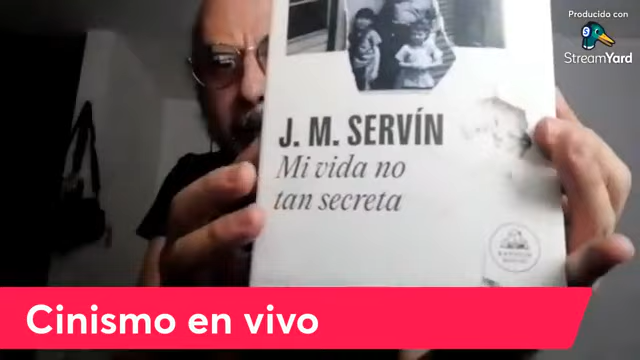 Producido con
StreamYard
J. M. SERVÍN
Mi vida no
tan secreta
Cinismo en vivo